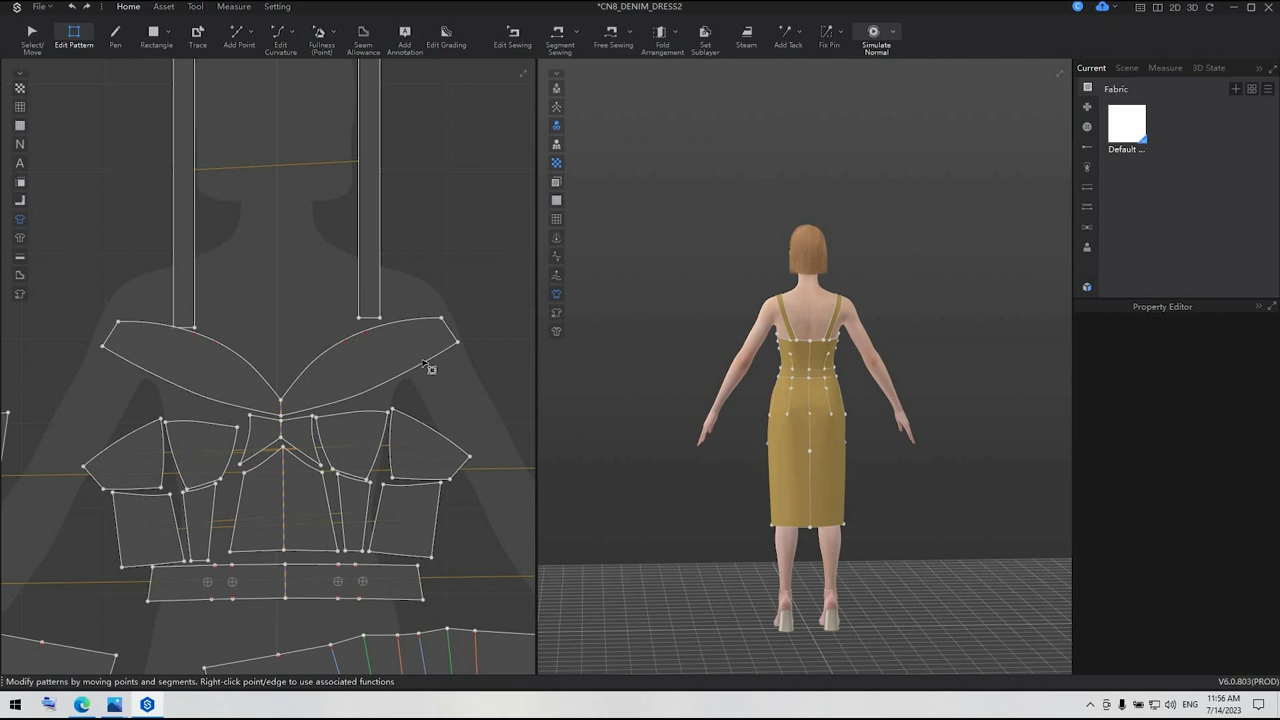 File
Home
Asset
Tool
Measure
Setting
*CN8_DENIM_DRESS2
2D
3D
Select/
Move
Edit Pattern
Pen
Rectangle
Trace
Add Point
Edit
Curvature
Fullness
(Point)
Seam
Allowance
Add
Annotation
Edit Grading
Edit Sewing
Segment
Sewing
Free Sewing
Fold
Arrangement
Set
Sublayer
Steam
Add Tack
Fix Pin
Simulate
Normal
Current
Scene
Measure
3D State
Fabric
Default ...
Property Editor
Modify patterns by moving points and segments. Right-click point/edge to use associated functions
V6.0.803(PROD)
ENG
11:56 AM
7/14/2023